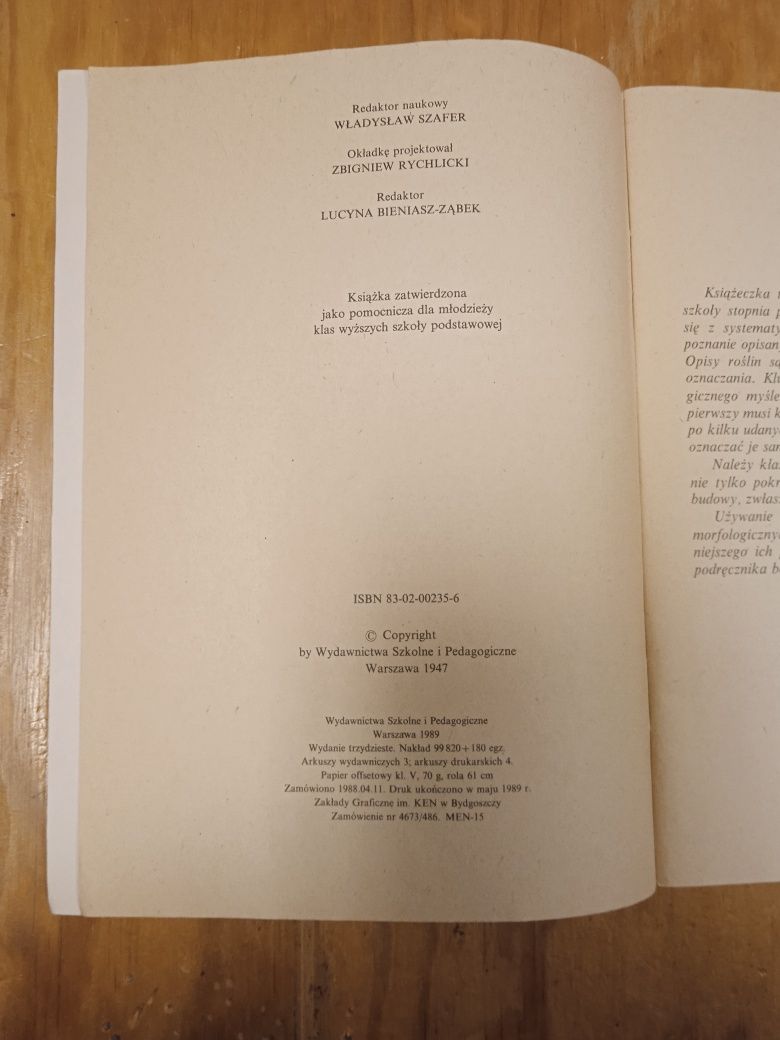 Redaktor naukowy
WŁADYSŁAW SZAFER
Okładkę projektował
ZBIGNIEW RYCHLICKI
Redaktor
LUCYNA BIENIASZ-ZĄBEK
Książka zatwierdzona
jako pomocnicza dla młodzieży
klas wyższych szkoły podstawowej
ISBN 83-02-00235-6
© Copyright
by Wydawnictwa Szkolne i Pedagogiczne
Warszawa 1947
Wydawnictwa Szkolne i Pedagogiczne
Warszawa 1989
Wydanie trzydzieste. Nakład 99 820+180 egz.
Arkuszy wydawniczych 3; arkuszy drukarskich 4.
Papier offsetowy kl. V, 70 g, rola 61 cm
Zamówiono 1988.04.11. Druk ukończono w maju 1989 r.
Zakłady Graficzne im. KEN w Bydgoszczy
Zamówienie nr 4673/486. MEN-15
Książeczka
szkoły stopnia
się z systematy
poznanie opisan
Opisy roślin
oznaczania.
gicznego myśle
pierwszy musi
po kilku udany
oznaczać je
Należy
nie tylko
budowy,
Używanie
morfologiczny
niejszego ich
podręcznika